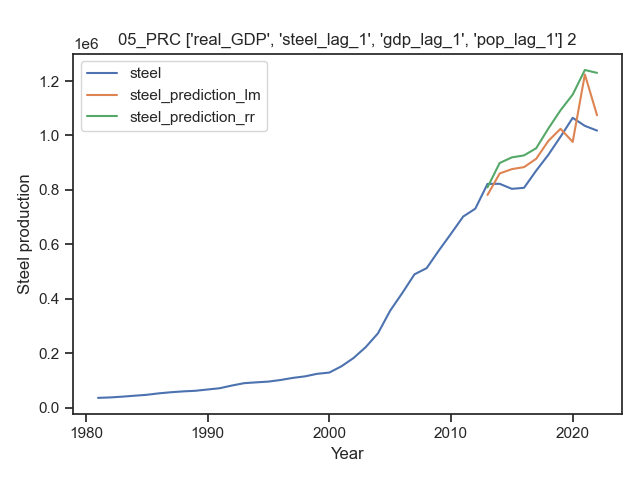 05_PRC ['real_GDP', 'steel_lag_1', 'gdp_lag_1', 'pop_lag_1'] 2
1e6
steel
steel_prediction_lm
steel_prediction_rr
1.2
1.0
0.8
0.6
0.4
0.2
0.0
Steel production
1980 1990 2000 2010 2020
Year